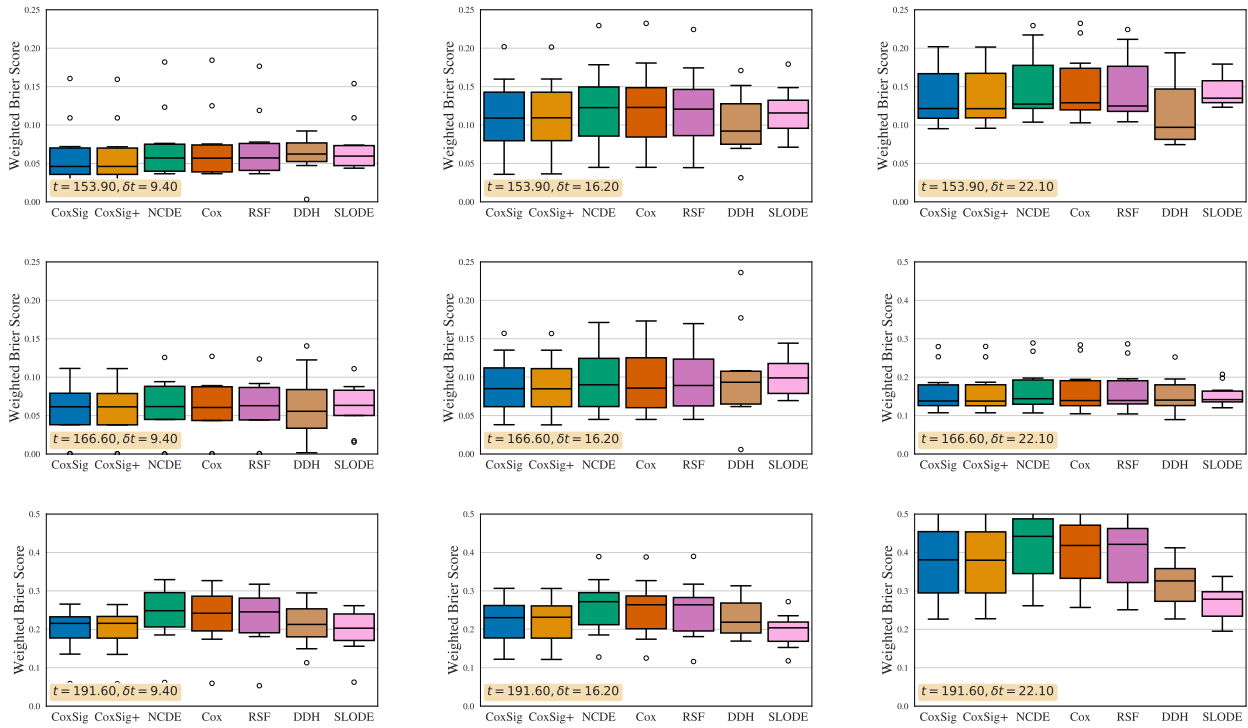 0.25
0.20
0.15
0.10
0.05
0.00
Weighted Brier Score
t = 153.90, δt = 9.40
CoxSig CoxSig+ NCDE Cox RSF DDH SLODE
0.25
0.20
0.15
0.10
0.05
0.00
Weighted Brier Score
t = 153.90, δt = 16.20
CoxSig CoxSig+ NCDE Cox RSF DDH SLODE
0.25
0.20
0.15
0.10
0.05
0.00
Weighted Brier Score
t = 153.90, δt = 22.10
CoxSig CoxSig+ NCDE Cox RSF DDH SLODE
0.25
0.20
0.15
0.10
0.05
0.00
Weighted Brier Score
t = 166.60, δt = 9.40
CoxSig CoxSig+ NCDE Cox RSF DDH SLODE
0.25
0.20
0.15
0.10
0.05
0.00
Weighted Brier Score
t = 166.60, δt = 16.20
CoxSig CoxSig+ NCDE Cox RSF DDH SLODE
0.5
0.4
0.3
0.2
0.1
0.0
Weighted Brier Score
t = 166.60, δt = 22.10
CoxSig CoxSig+ NCDE Cox RSF DDH SLODE
0.5
0.4
0.3
0.2
0.1
0.0
Weighted Brier Score
t = 191.60, δt = 9.40
CoxSig CoxSig+ NCDE Cox RSF DDH SLODE
0.5
0.4
0.3
0.2
0.1
0.0
Weighted Brier Score
t = 191.60, δt = 16.20
CoxSig CoxSig+ NCDE Cox RSF DDH SLODE
0.5
0.4
0.3
0.2
0.1
0.0
Weighted Brier Score
t = 191.60, δt = 22.10
CoxSig CoxSig+ NCDE Cox RSF DDH SLODE